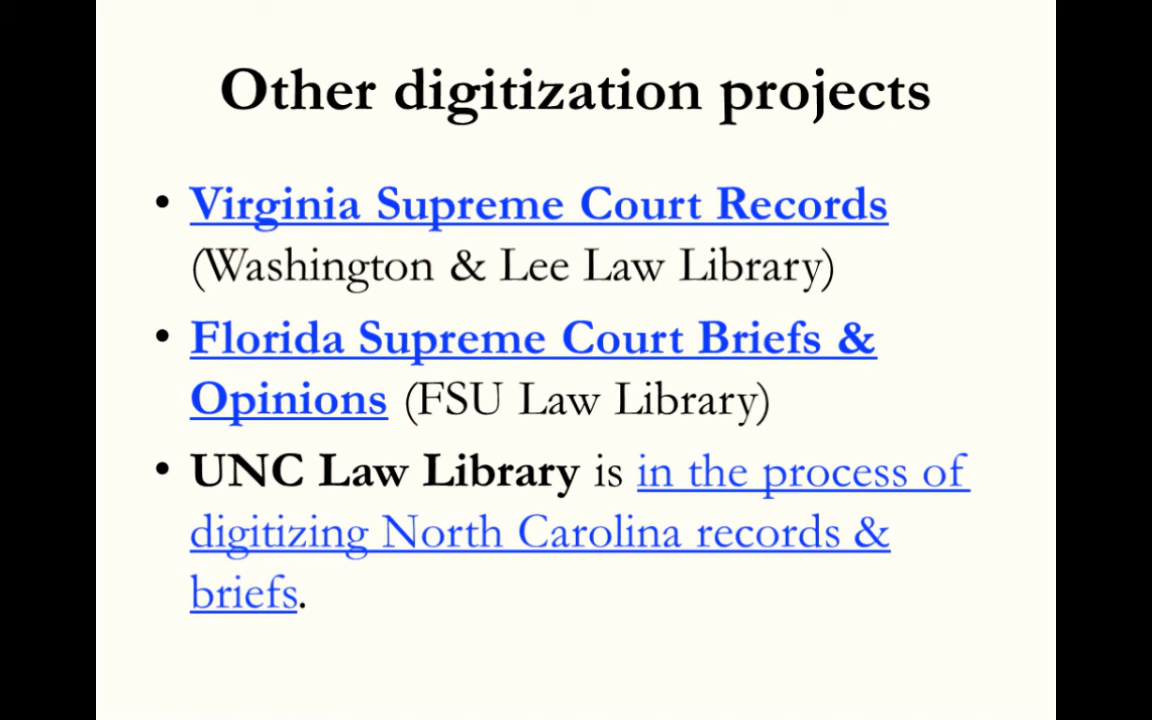 Other digitization projects
• Virginia Supreme Court Records
(Washington & Lee Law Library)
• Florida Supreme Court Briefs &
Opinions (FSU Law Library)
• UNC Law Library is in the process of
digitizing North Carolina records &
briefs.